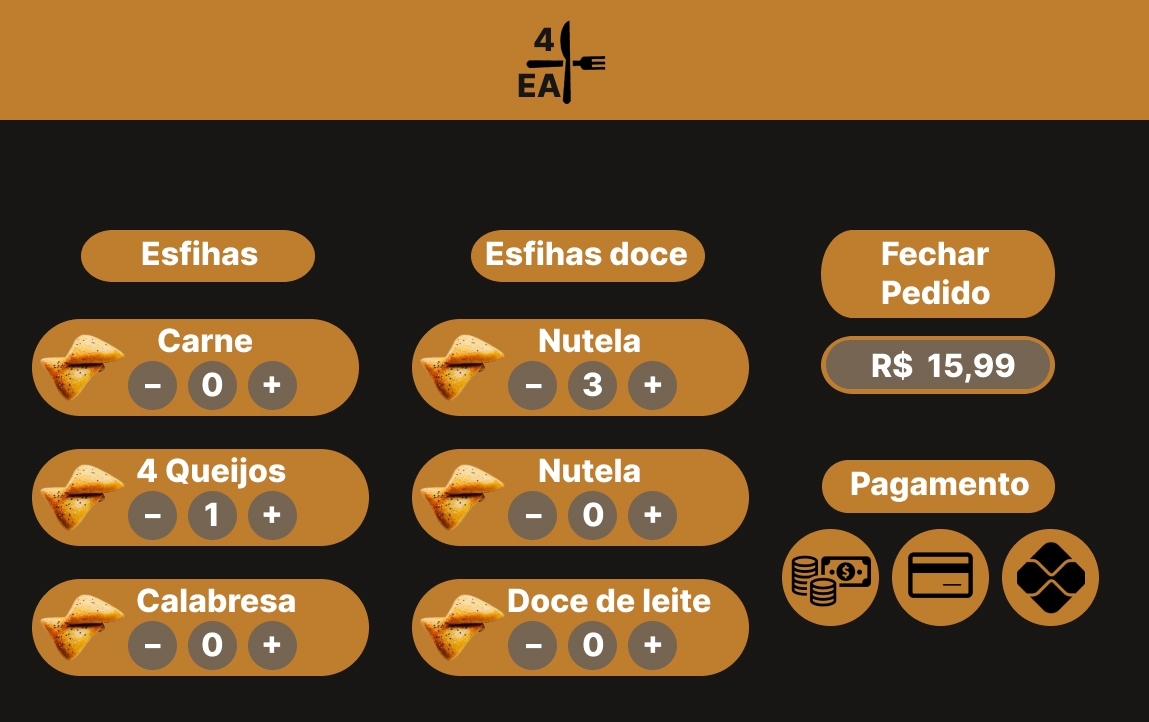 4
EA
Esfihas
Carne
– 0 +
4 Queijos
– 1 +
Calabresa
– 0 +
Esfihas doce
Nutela
– 3 +
Nutela
– 0 +
Doce de leite
– 0 +
Fechar
Pedido
R$ 15,99
Pagamento
$